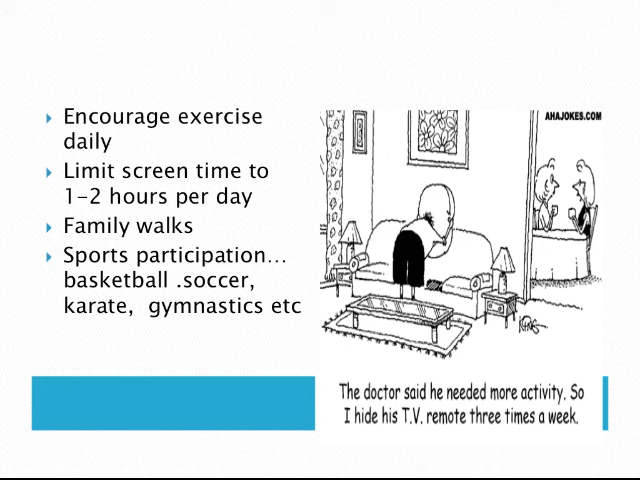 Encourage exercise
daily
Limit screen time to
1-2 hours per day
Family walks
Sports participation...
basketball .soccer,
karate, gymnastics etc
AHAJOKES.COM
The doctor said he needed more activity. So
I hide his T.V. remote three times a week.